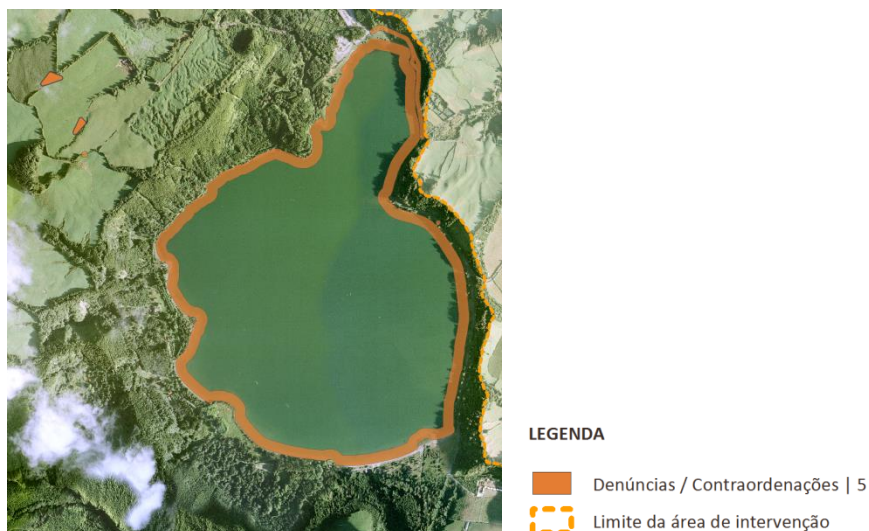 LEGENDA
Denúncias / Contraordenações | 5
Limite da área de intervenção